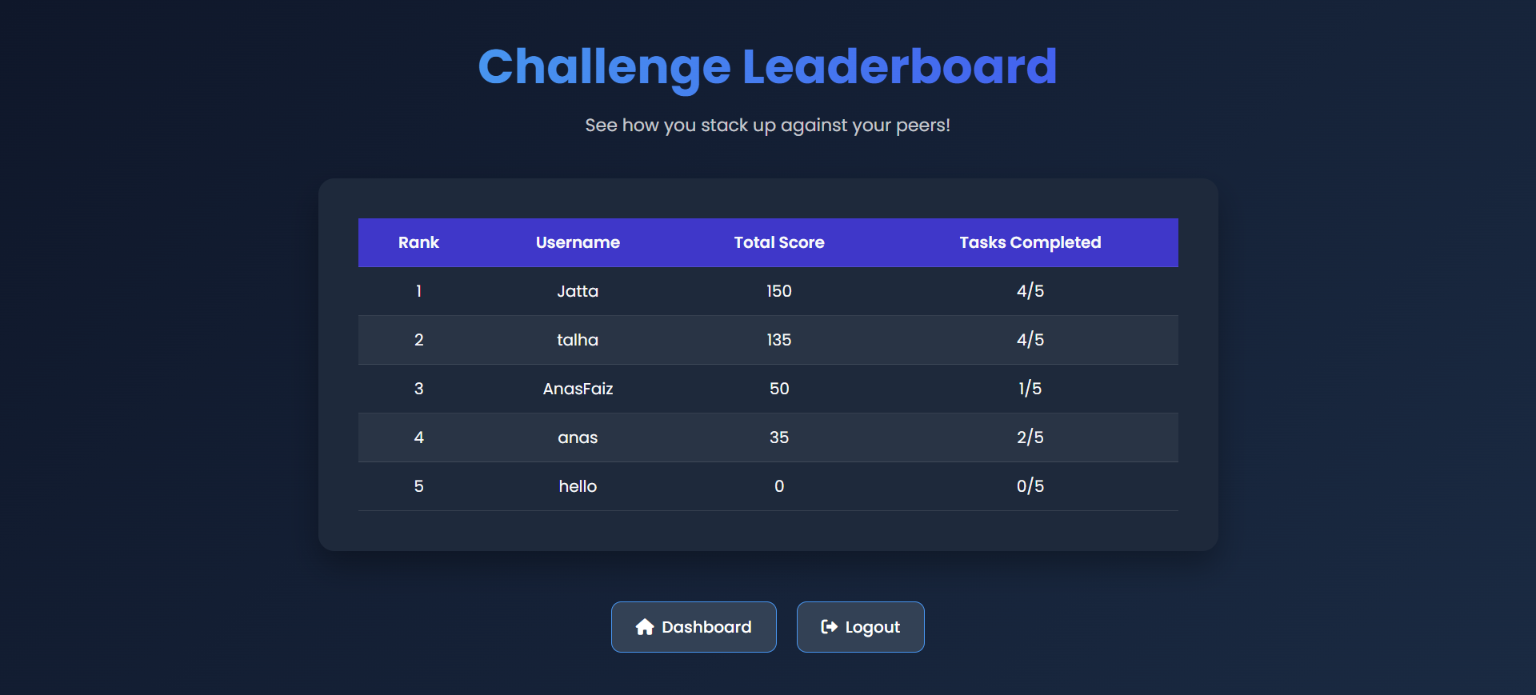 Challenge Leaderboard
See how you stack up against your peers!
Rank Username Total Score Tasks Completed
1 Jatta 150 4/5
2 talha 135 4/5
3 AnasFaiz 50 1/5
4 anas 35 2/5
5 hello 0 0/5
Dashboard Logout